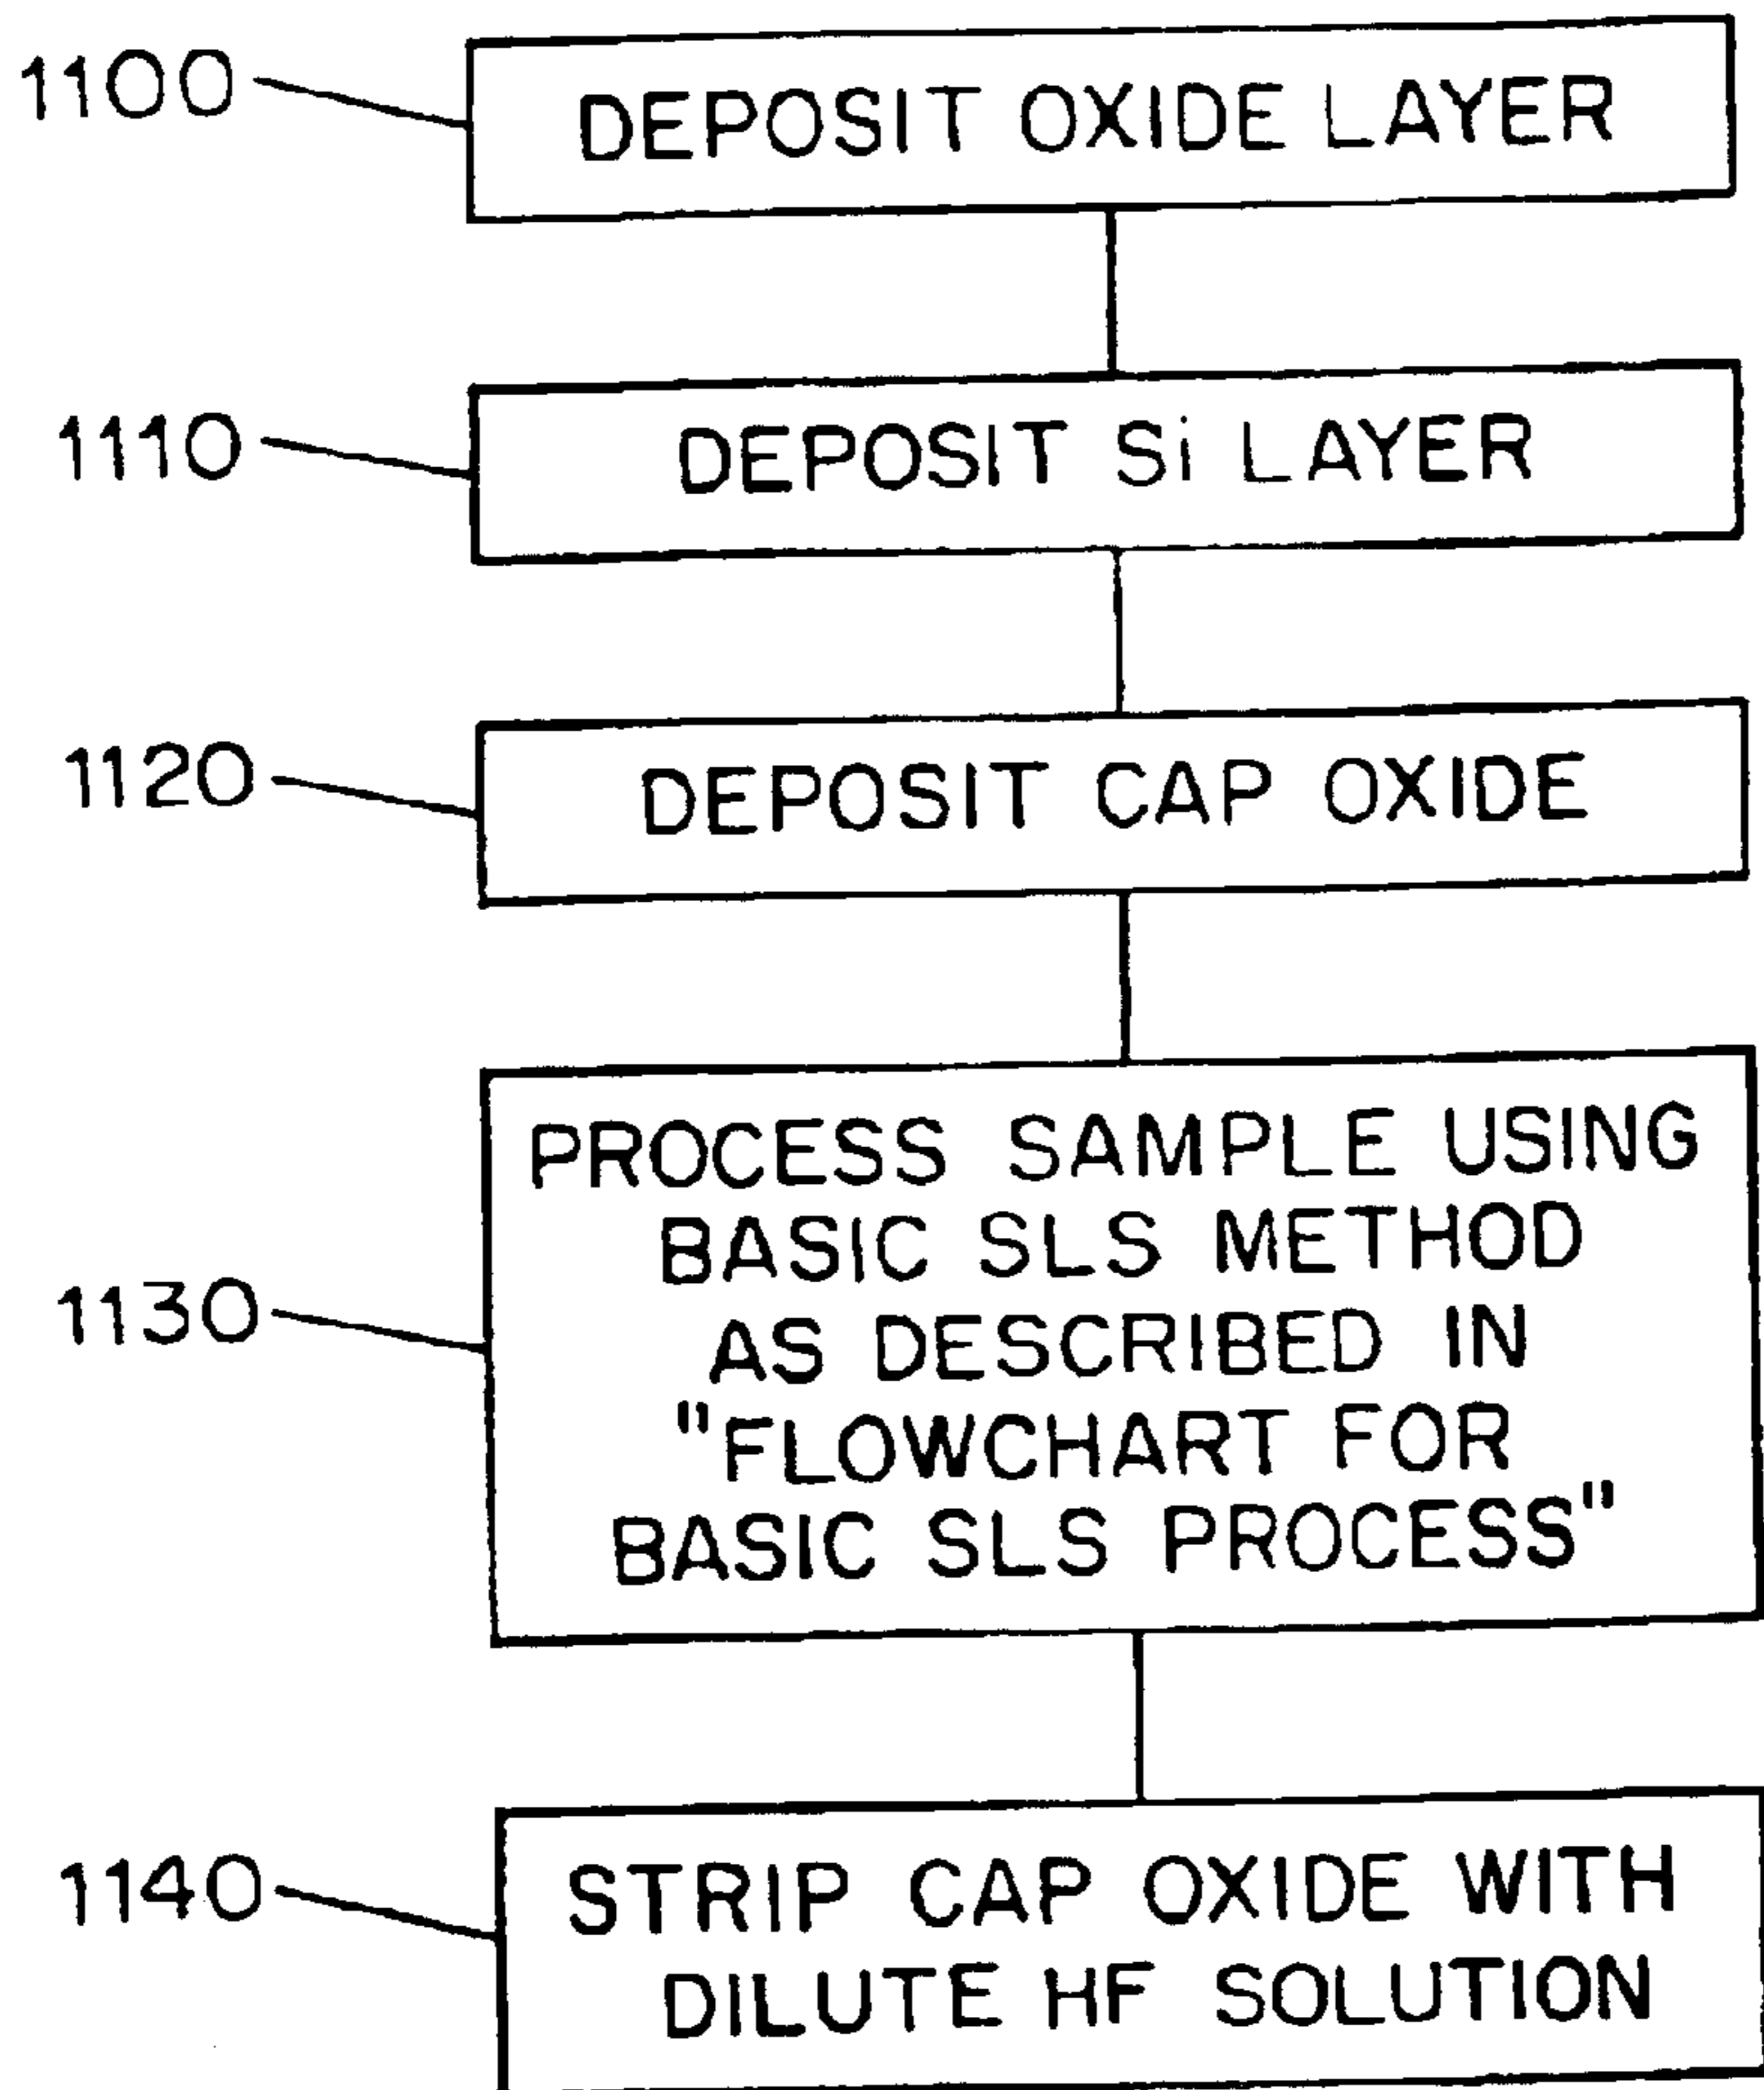 1100
DEPOSIT OXIDE LAYER
1110
DEPOSIT Si LAYER
1120
DEPOSIT CAP OXIDE
1130
PROCESS SAMPLE USING
BASIC SLS METHOD
AS DESCRIBED IN
"FLOWCHART FOR
BASIC SLS PROCESS"
1140
STRIP CAP OXIDE WITH
DILUTE HF SOLUTION